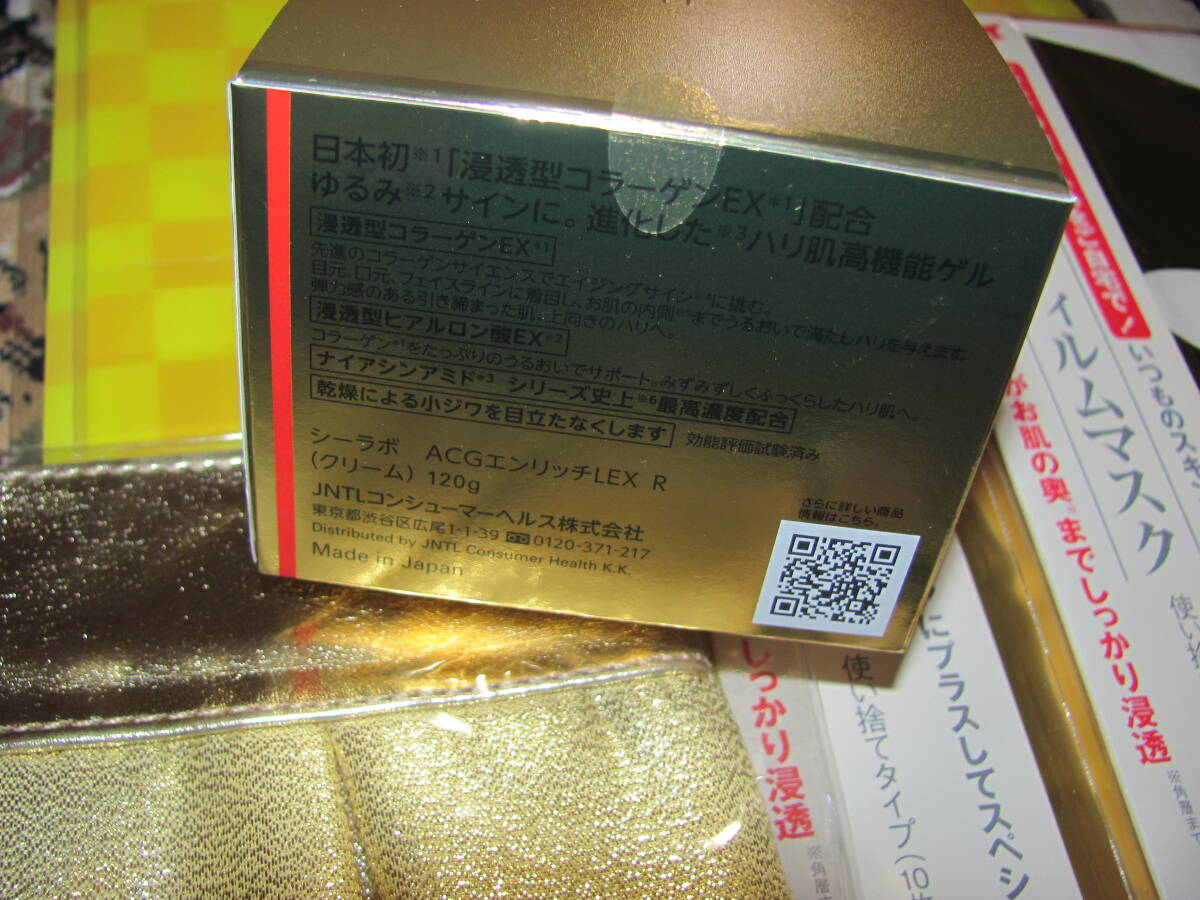 日本初※1「浸透型コラーゲンEX*1」配合
ゆるみ※2サインに。進化した※3ハリ肌高機能ゲル
浸透型コラーゲンEX*1
先進のコラーゲンサイエンスでエイジングサイン※4に挑む。
目元、口元、フェイスラインに着目し、お肌の内側※5までうるおいで満たしハリを与えます。
弾力感のある引き締まった肌、上向きのハリへ。
浸透型ヒアルロン酸EX*2
コラーゲン*1をたっぷりのうるおいでサポート。みずみずしくふっくらしたハリ肌へ。
ナイアシンアミド*3 シリーズ史上※6最高濃度配合
乾燥による小ジワを目立たなくします 効能評価試験済み
シーラボ ACGエンリッチLEX R
(クリーム) 120g
JNTLコンシューマーヘルス株式会社
東京都渋谷区広尾1-1-39 0120-371-217
Distributed by JNTL Consumer Health K.K.
Made in Japan
さらに詳しい商品
情報はこちら。
いつものスキ
イルムマスク
がお肌の奥※までしっかり浸透
※角層まで
使い捨
にプラスしてスペシ
使い捨てタイプ(10枚
しっかり浸透
※角層ま